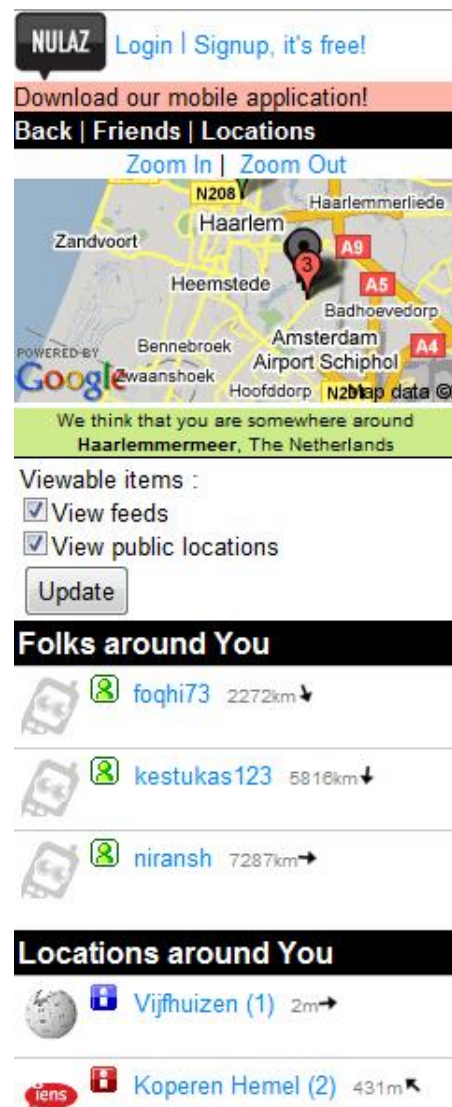 NULAZ Login | Signup, it's free!
Download our mobile application!
Back | Friends | Locations
Zoom In | Zoom Out
N208
Haarlemmerliede
Haarlem
Zandvoort
A9
3
Heemstede
A5
Badhoevedorp
Bennebroek
Amsterdam
Airport Schiphol
A4
POWERED BY
Google
Zwaanshoek
Hoofddorp
Map data ©
We think that you are somewhere around
Haarlemmermeer, The Netherlands
Viewable items :
View feeds
View public locations
Update
Folks around You
foqhi73 2272km
kestukas123 5816km
niransh 7287km
Locations around You
Vijfhuizen (1) 2m
iens Koperen Hemel (2) 431m